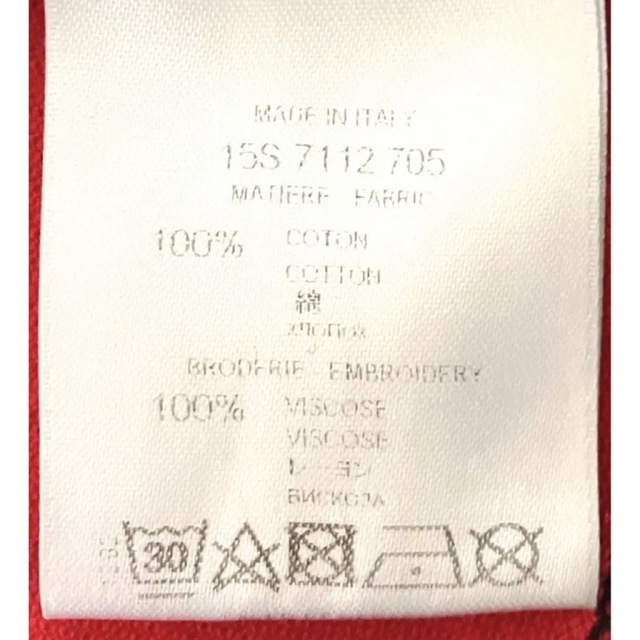 MADE IN ITALY
15S 7112 705
MATIERE FABRIC
100% COTON
COTTON
綿
хлопок
BRODERIE EMBROIDERY
100% VISCOSE
VISCOSE
レーヨン
ВИСКОЗА
30